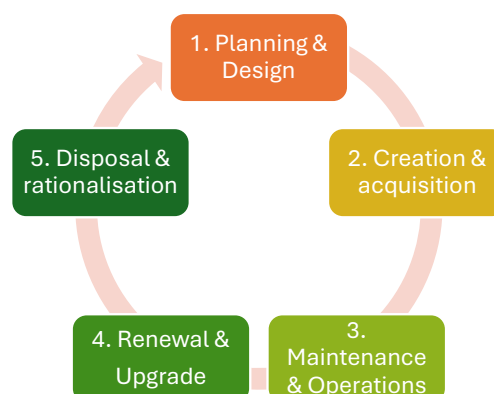 1. Planning &
Design
2. Creation &
acquisition
3.
Maintenance
& Operations
4. Renewal &
Upgrade
5. Disposal &
rationalisation